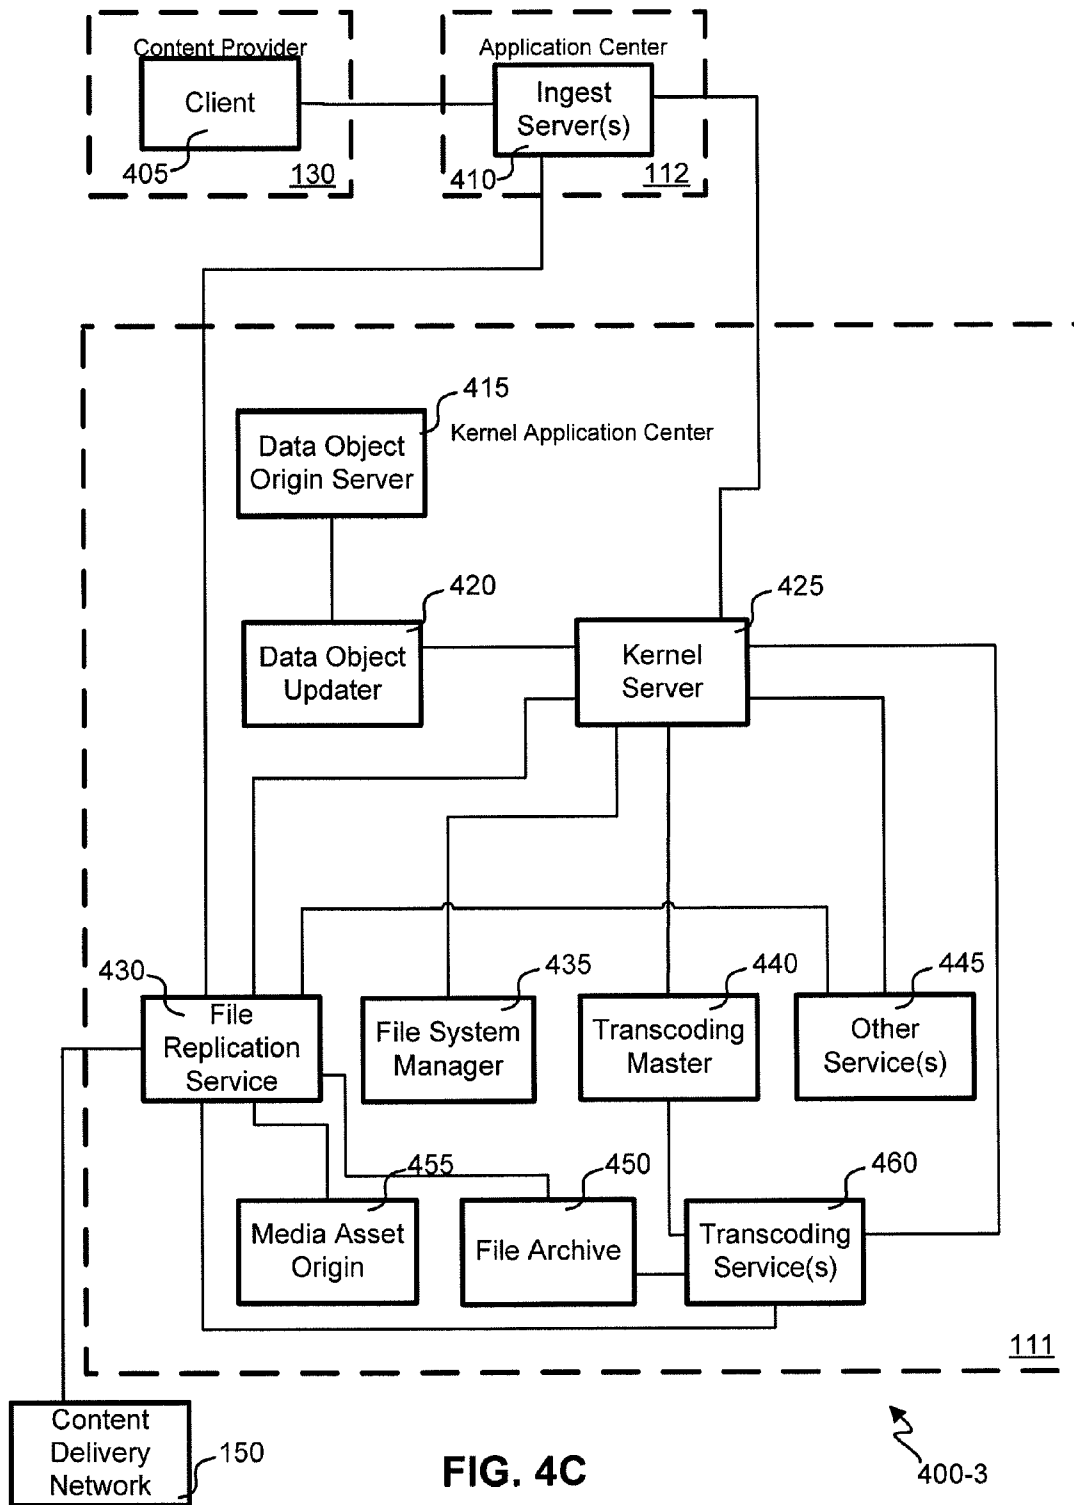 Content Provider
Client
405
130
Application Center
Ingest
Server(s)
410
112
415
Data Object
Origin Server
Kernel Application Center
420
Data Object
Updater
425
Kernel
Server
430
File
Replication
Service
435
File System
Manager
440
Transcoding
Master
445
Other
Service(s)
455
Media Asset
Origin
450
File Archive
460
Transcoding
Service(s)
111
Content
Delivery
Network
150
FIG. 4C
400-3